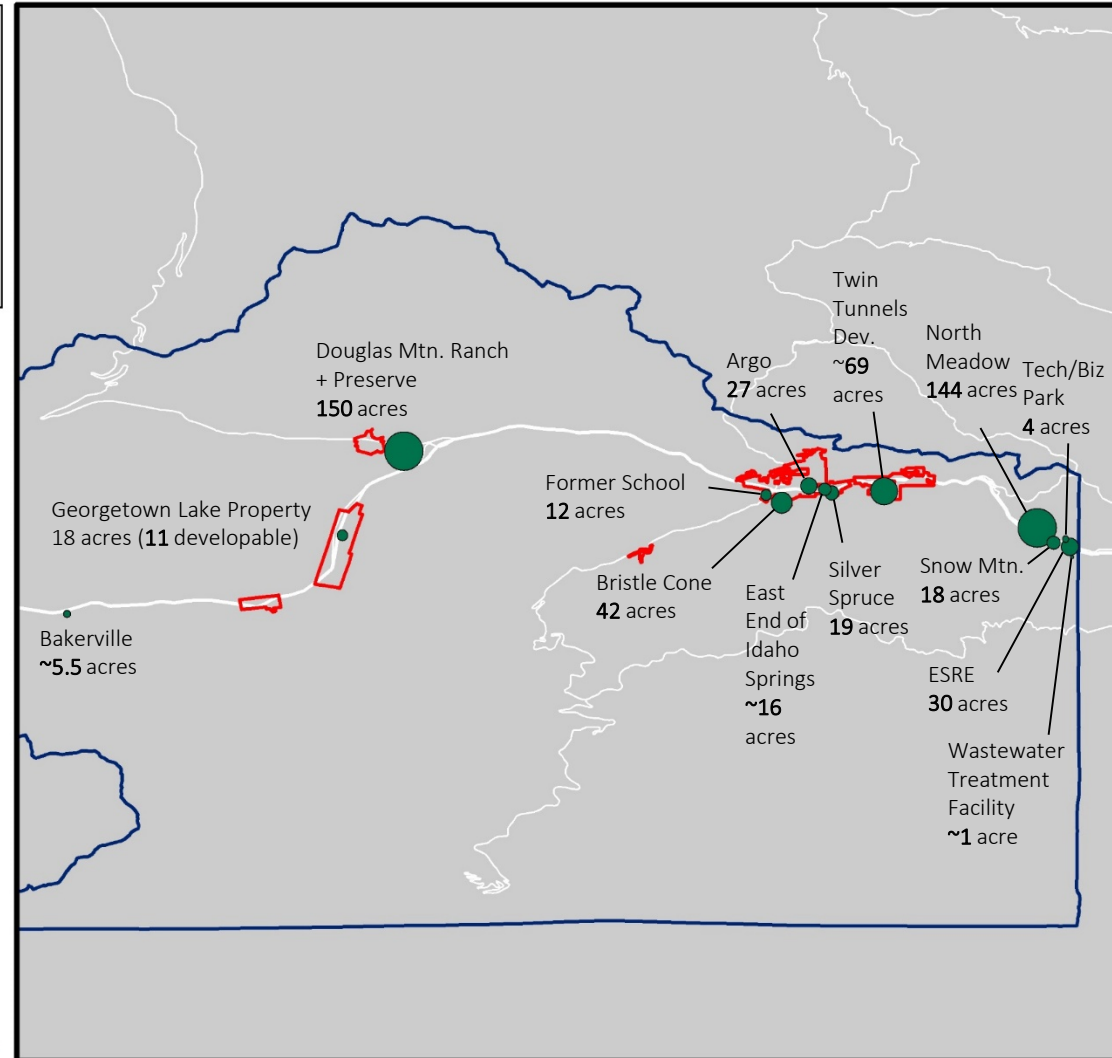 Twin
Tunnels
Dev.
~69
acres
North
Meadow
144 acres
Tech/Biz
Park
4 acres
Argo
27 acres
Douglas Mtn. Ranch
+ Preserve
150 acres
Former School
12 acres
Georgetown Lake Property
18 acres (11 developable)
Bristle Cone
42 acres
East
End of
Idaho
Springs
~16
acres
Silver
Spruce
19 acres
Snow Mtn.
18 acres
Bakerville
~5.5 acres
ESRE
30 acres
Wastewater
Treatment
Facility
~1 acre